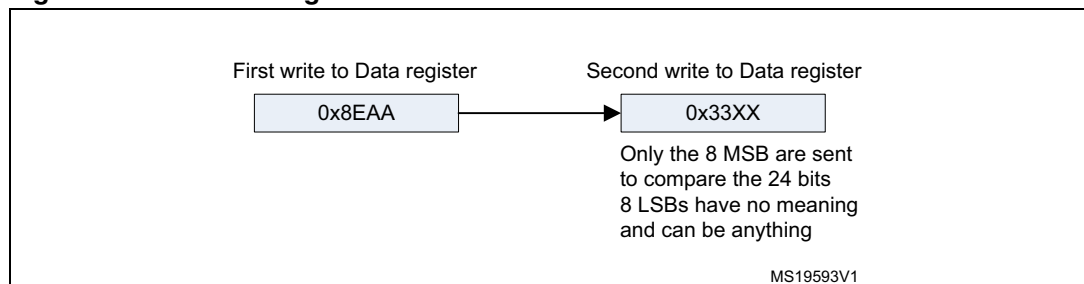 First write to Data register
Second write to Data register
0x8EAA
0x33XX
Only the 8 MSB are sent
to compare the 24 bits
8 LSBs have no meaning
and can be anything
MS19593V1